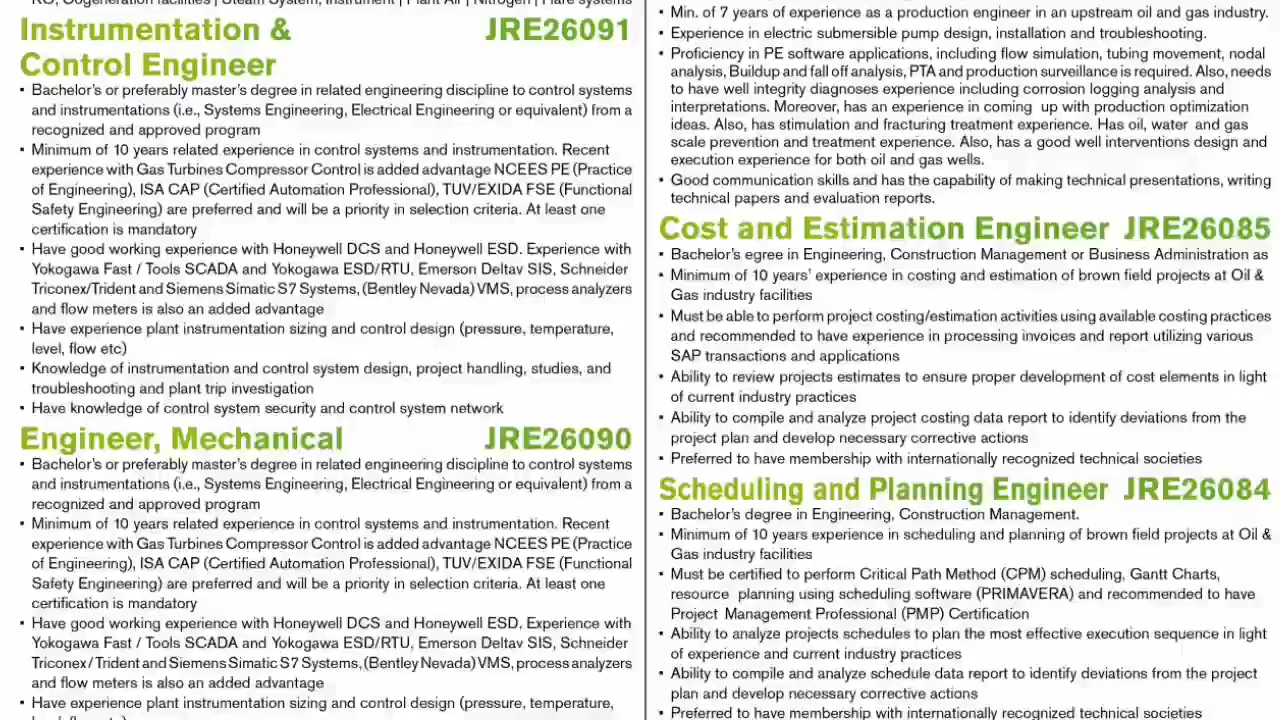 RO, Cogeneration facilities | Steam System, Instrument | Plant Air | Nitrogen | Flare systems
Instrumentation & JRE26091
Control Engineer
• Bachelor's or preferably master's degree in related engineering discipline to control systems
and instrumentations (i.e., Systems Engineering, Electrical Engineering or equivalent) from a
recognized and approved program
• Minimum of 10 years related experience in control systems and instrumentation. Recent
experience with Gas Turbines Compressor Control is added advantage NCEES PE (Practice
of Engineering), ISA CAP (Certified Automation Professional), TUV/EXIDA FSE (Functional
Safety Engineering) are preferred and will be a priority in selection criteria. At least one
certification is mandatory
• Have good working experience with Honeywell DCS and Honeywell ESD. Experience with
Yokogawa Fast / Tools SCADA and Yokogawa ESD/RTU, Emerson Deltav SIS, Schneider
Triconex/Trident and Siemens Simatic S7 Systems, (Bentley Nevada) VMS, process analyzers
and flow meters is also an added advantage
• Have experience plant instrumentation sizing and control design (pressure, temperature,
level, flow etc)
• Knowledge of instrumentation and control system design, project handling, studies, and
troubleshooting and plant trip investigation
• Have knowledge of control system security and control system network
Engineer, Mechanical JRE26090
• Bachelor's or preferably master's degree in related engineering discipline to control systems
and instrumentations (i.e., Systems Engineering, Electrical Engineering or equivalent) from a
recognized and approved program
• Minimum of 10 years related experience in control systems and instrumentation. Recent
experience with Gas Turbines Compressor Control is added advantage NCEES PE (Practice
of Engineering), ISA CAP (Certified Automation Professional), TUV/EXIDA FSE (Functional
Safety Engineering) are preferred and will be a priority in selection criteria. At least one
certification is mandatory
• Have good working experience with Honeywell DCS and Honeywell ESD. Experience with
Yokogawa Fast / Tools SCADA and Yokogawa ESD/RTU, Emerson Deltav SIS, Schneider
Triconex/Trident and Siemens Simatic S7 Systems, (Bentley Nevada) VMS, process analyzers
and flow meters is also an added advantage
• Have experience plant instrumentation sizing and control design (pressure, temperature,
• Min. of 7 years of experience as a production engineer in an upstream oil and gas industry.
• Experience in electric submersible pump design, installation and troubleshooting.
• Proficiency in PE software applications, including flow simulation, tubing movement, nodal
analysis, Buildup and fall off analysis, PTA and production surveillance is required. Also, needs
to have well integrity diagnoses experience including corrosion logging analysis and
interpretations. Moreover, has an experience in coming up with production optimization
ideas. Also, has stimulation and fracturing treatment experience. Has oil, water and gas
scale prevention and treatment experience. Also, has a good well interventions design and
execution experience for both oil and gas wells.
• Good communication skills and has the capability of making technical presentations, writing
technical papers and evaluation reports.
Cost and Estimation Engineer JRE26085
• Bachelor's egree in Engineering, Construction Management or Business Administration as
• Minimum of 10 years' experience in costing and estimation of brown field projects at Oil &
Gas industry facilities
• Must be able to perform project costing/estimation activities using available costing practices
and recommended to have experience in processing invoices and report utilizing various
SAP transactions and applications
• Ability to review projects estimates to ensure proper development of cost elements in light
of current industry practices
• Ability to compile and analyze project costing data report to identify deviations from the
project plan and develop necessary corrective actions
• Preferred to have membership with internationally recognized technical societies
Scheduling and Planning Engineer JRE26084
• Bachelor's degree in Engineering, Construction Management.
• Minimum of 10 years experience in scheduling and planning of brown field projects at Oil &
Gas industry facilities
• Must be certified to perform Critical Path Method (CPM) scheduling, Gantt Charts,
resource planning using scheduling software (PRIMAVERA) and recommended to have
Project Management Professional (PMP) Certification
• Ability to analyze projects schedules to plan the most effective execution sequence in light
of experience and current industry practices
• Ability to compile and analyze schedule data report to identify deviations from the project
plan and develop necessary corrective actions
• Preferred to have membership with internationally recognized technical societies